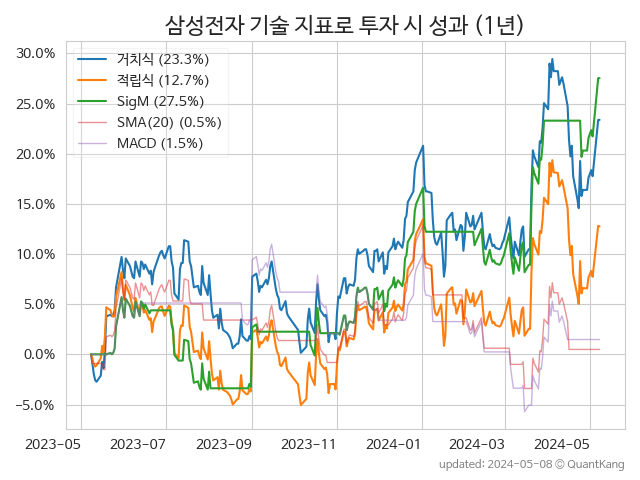 삼성전자 기술 지표로 투자 시 성과 (1년)
30.0%
25.0%
20.0%
15.0%
10.0%
5.0%
0.0%
−5.0%
거치식 (23.3%)
적립식 (12.7%)
SigM (27.5%)
SMA(20) (0.5%)
MACD (1.5%)
2023-05 2023-07 2023-09 2023-11 2024-01 2024-03 2024-05
updated: 2024-05-08 © QuantKang